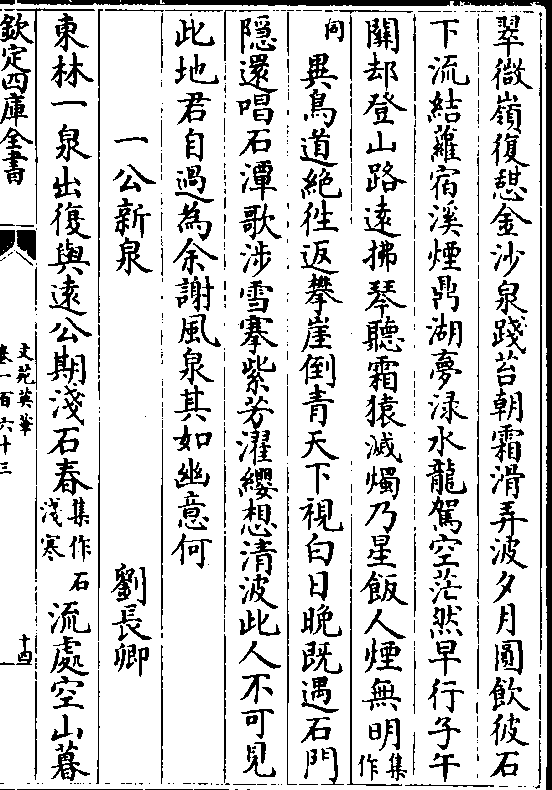 翠微嶺復憇金沙泉踐苔朝霜滑弄波夕月圓飲彼石
下流結蘿宿溪煙鼎湖夢渌水龍駕空茫然早行子午
關却登山路遠拂琴聽霜猿滅燭乃星飯人煙無明集作
同異鳥道絶往返攀崖倒青天下視白日晚既過石門
隱還唱石潭歌涉雪搴紫芳濯纓想清波此人不可見
此地君自過為余謝風泉其如幽意何
一公新泉 劉長卿
東林一泉出復與逺公期淺石春集作石淺寒流處空山暮
欽定四庫全書
文苑英華
卷一百六十三
十四